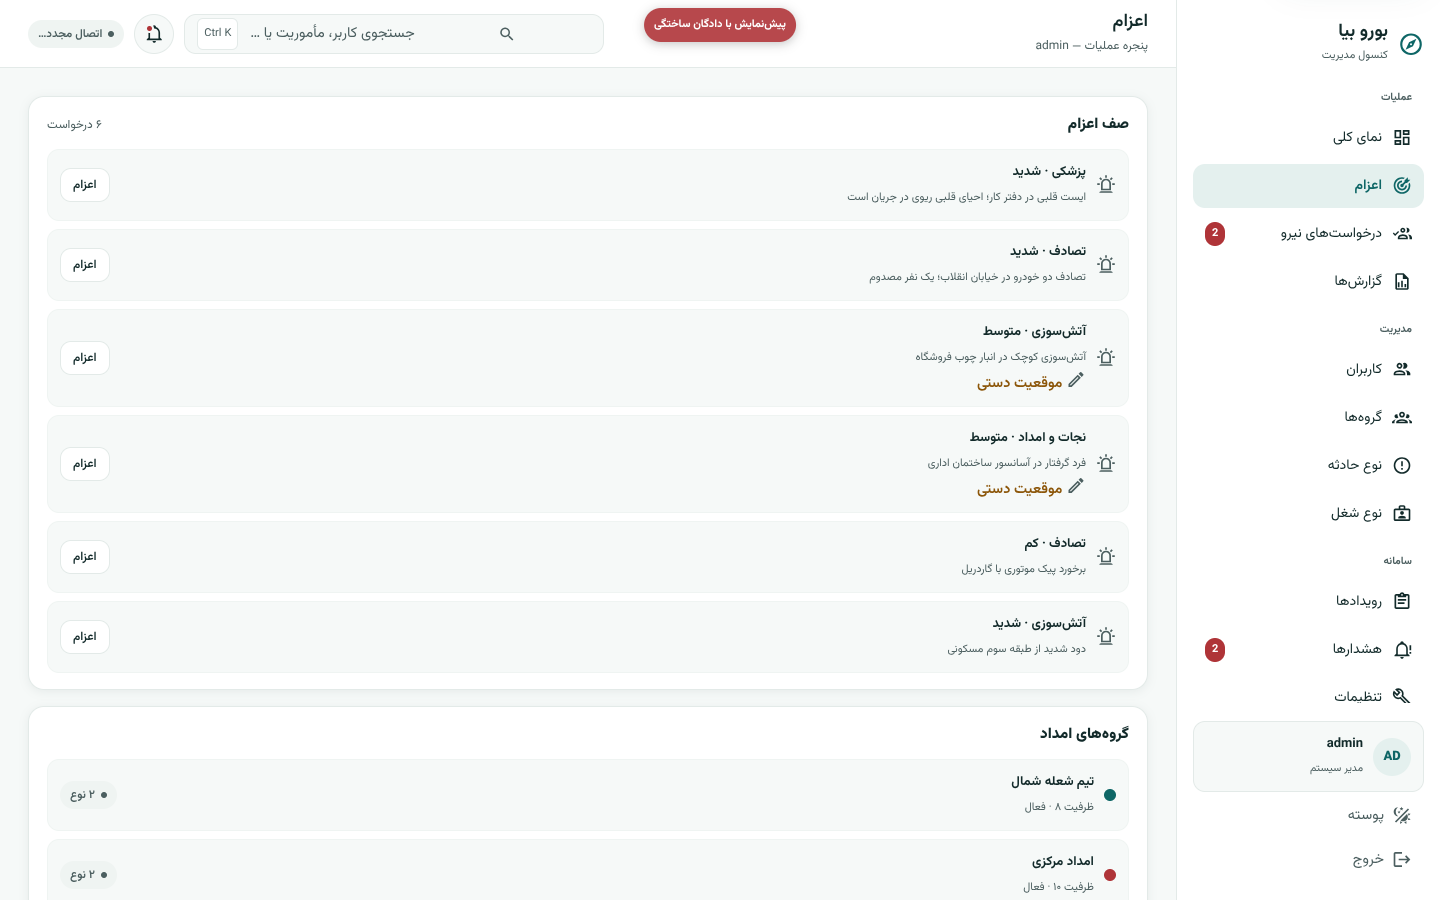 بورو بیا
کنسول مدیریت
عملیات
نمای کلی
اعزام
درخواست‌های نیرو
2
گزارش‌ها
مدیریت
کاربران
گروه‌ها
نوع حادثه
نوع شغل
سامانه
رویدادها
هشدارها
2
تنظیمات
AD
admin
مدیر سیستم
پوسته
خروج
اعزام
پنجره عملیات — admin
پیش‌نمایش با دادگان ساختگی
جستجوی کاربر، مأموریت یا ...
Ctrl K
اتصال مجدد...
صف اعزام
۶ درخواست
پزشکی · شدید
ایست قلبی در دفتر کار؛ احیای قلبی ریوی در جریان است
اعزام
تصادف · شدید
تصادف دو خودرو در خیابان انقلاب؛ یک نفر مصدوم
اعزام
آتش‌سوزی · متوسط
آتش‌سوزی کوچک در انبار چوب فروشگاه
موقعیت دستی
اعزام
نجات و امداد · متوسط
فرد گرفتار در آسانسور ساختمان اداری
موقعیت دستی
اعزام
تصادف · کم
برخورد پیک موتوری با گاردریل
اعزام
آتش‌سوزی · شدید
دود شدید از طبقه سوم مسکونی
اعزام
گروه‌های امداد
تیم شعله شمال
ظرفیت ۸ · فعال
۲ نوع
امداد مرکزی
ظرفیت ۱۰ · فعال
۲ نوع